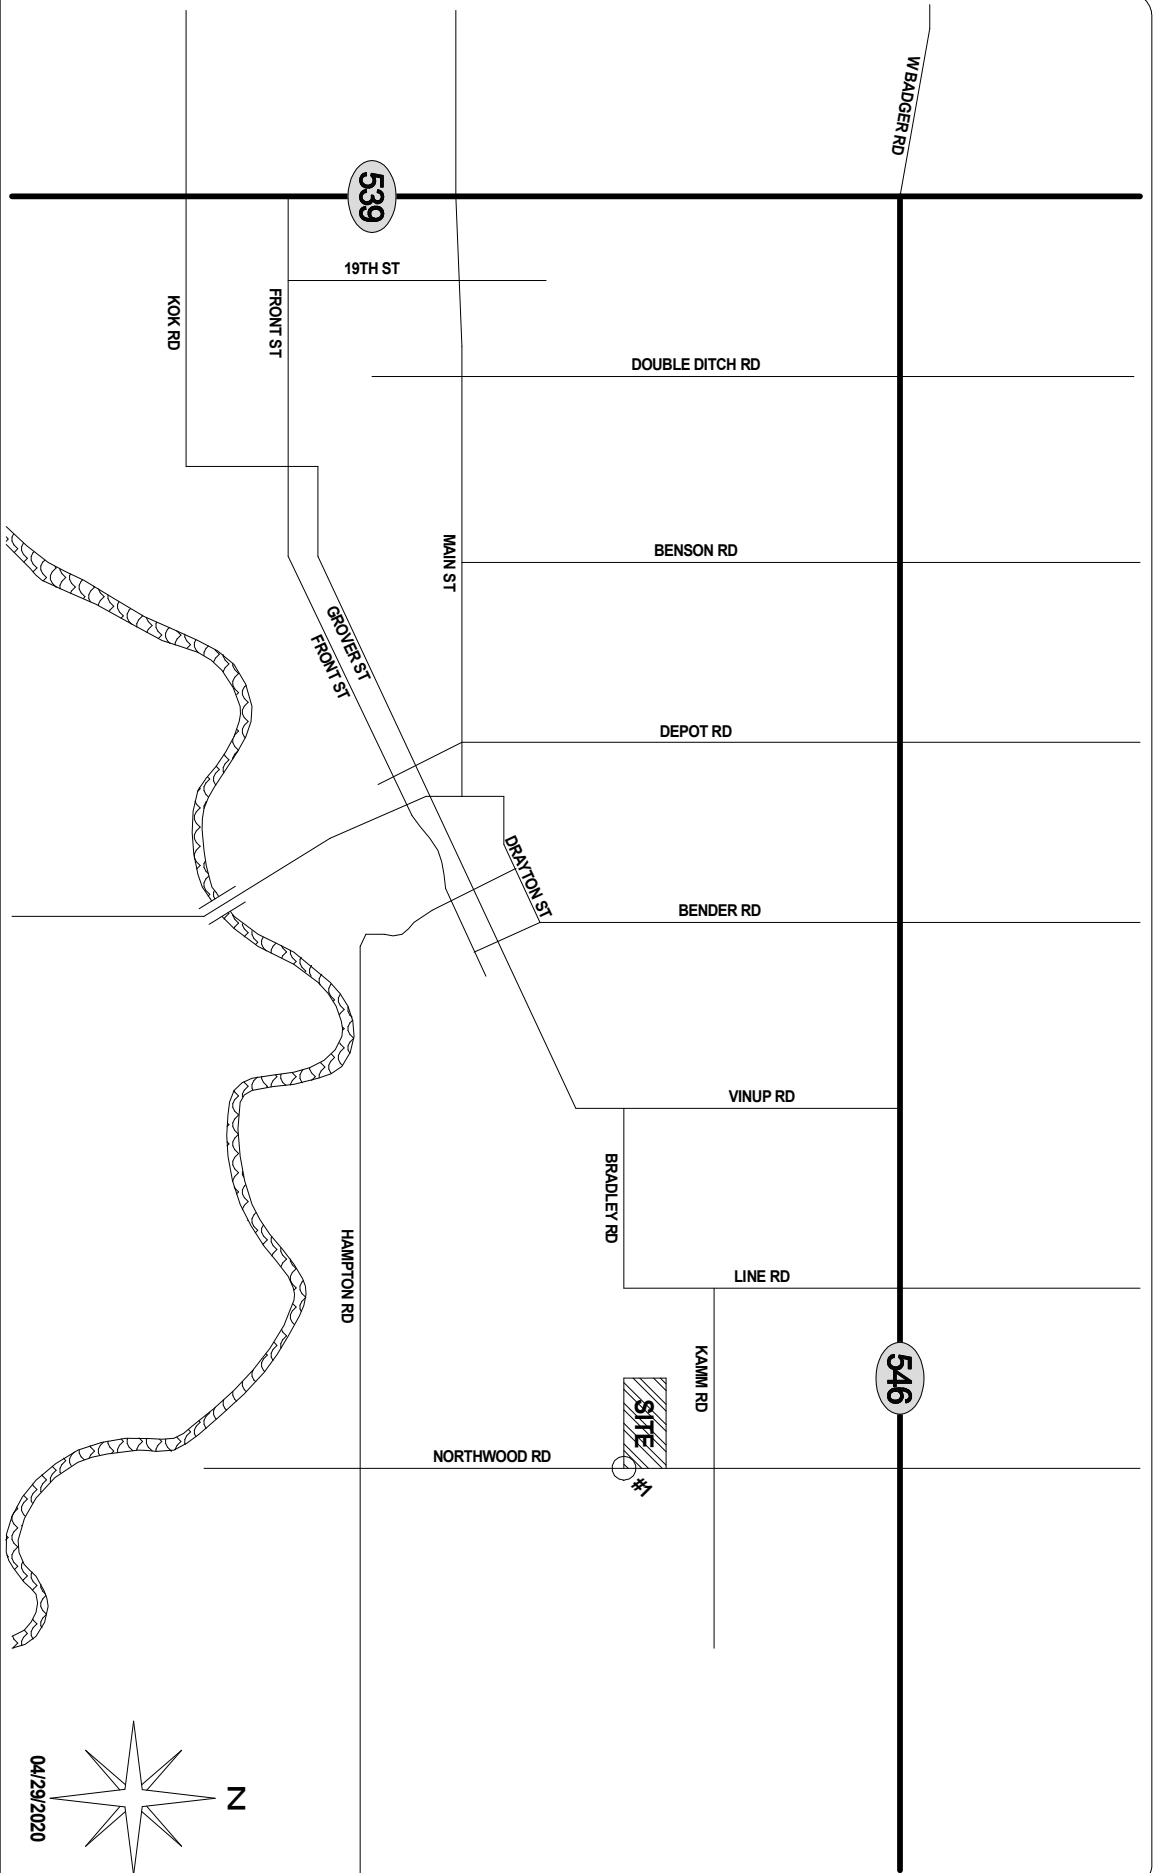 W BADGER RD
539
19TH ST
KOK RD
FRONT ST
DOUBLE DITCH RD
MAIN ST
BENSON RD
GROVER ST
FRONT ST
DEPOT RD
DRAYTON ST
BENDER RD
VINUP RD
BRADLEY RD
HAMPTON RD
LINE RD
KAMM RD
546
SITE
NORTHWOOD RD
#1
N
04/29/2020